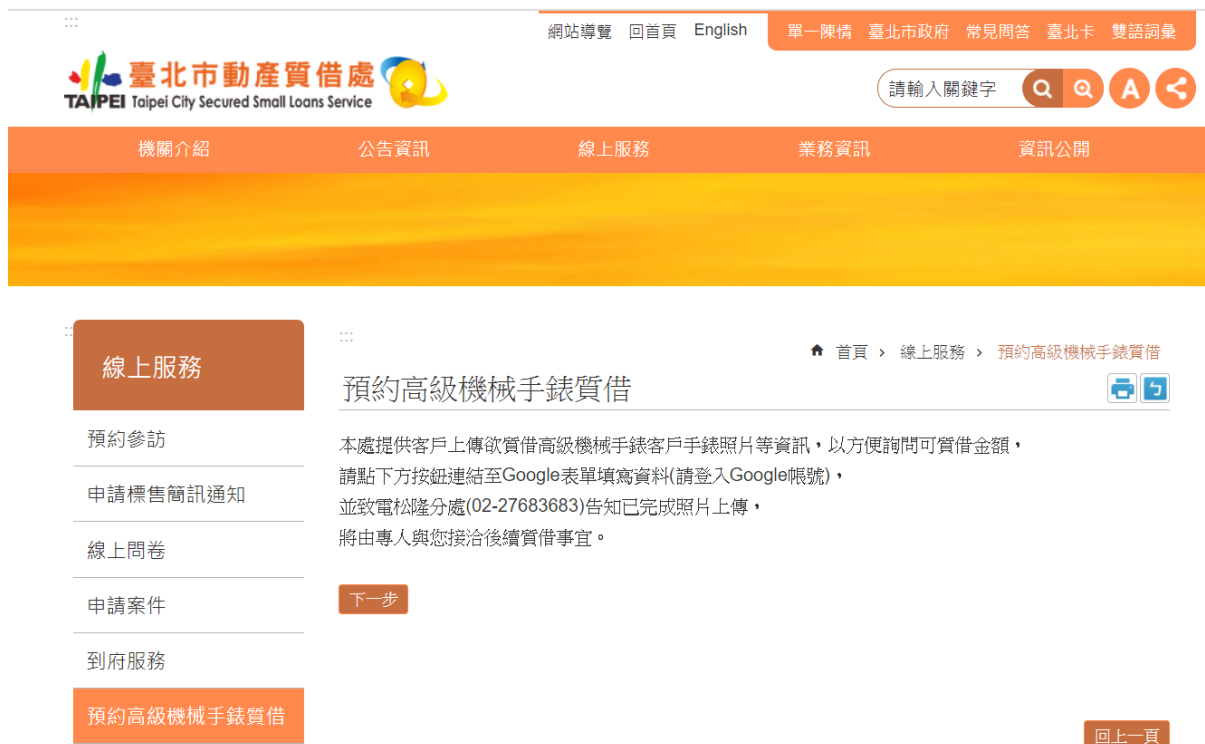 :::
網站導覽 回首頁 English 單一陳情 臺北市政府 常見問答 臺北卡 雙語詞彙
臺北市動產質借處
TAIPEI Taipei City Secured Small Loans Service
請輸入關鍵字
A
機關介紹 公告資訊 線上服務 業務資訊 資訊公開
:::
線上服務
預約參訪
申請標售簡訊通知
線上問卷
申請案件
到府服務
預約高級機械手錶質借
:::
首頁 › 線上服務 › 預約高級機械手錶質借
預約高級機械手錶質借
本處提供客戶上傳欲質借高級機械手錶客戶手錶照片等資訊,以方便詢問可質借金額,
請點下方按鈕連結至Google表單填寫資料(請登入Google帳號),
並致電松隆分處(02-27683683)告知已完成照片上傳,
將由專人與您接洽後續質借事宜。
下一步
回上一頁